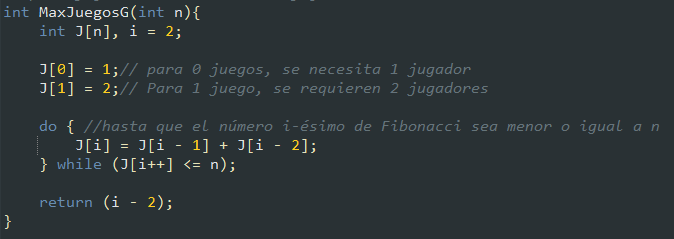 int MaxJuegosG(int n){
    int J[n], i = 2;
    J[0] = 1;// para 0 juegos, se necesita 1 jugador
    J[1] = 2;// Para 1 juego, se requieren 2 jugadores
    do { //hasta que el número i-ésimo de Fibonacci sea menor o igual a n
        J[i] = J[i - 1] + J[i - 2];
    } while (J[i++] <= n);
    return (i - 2);
}